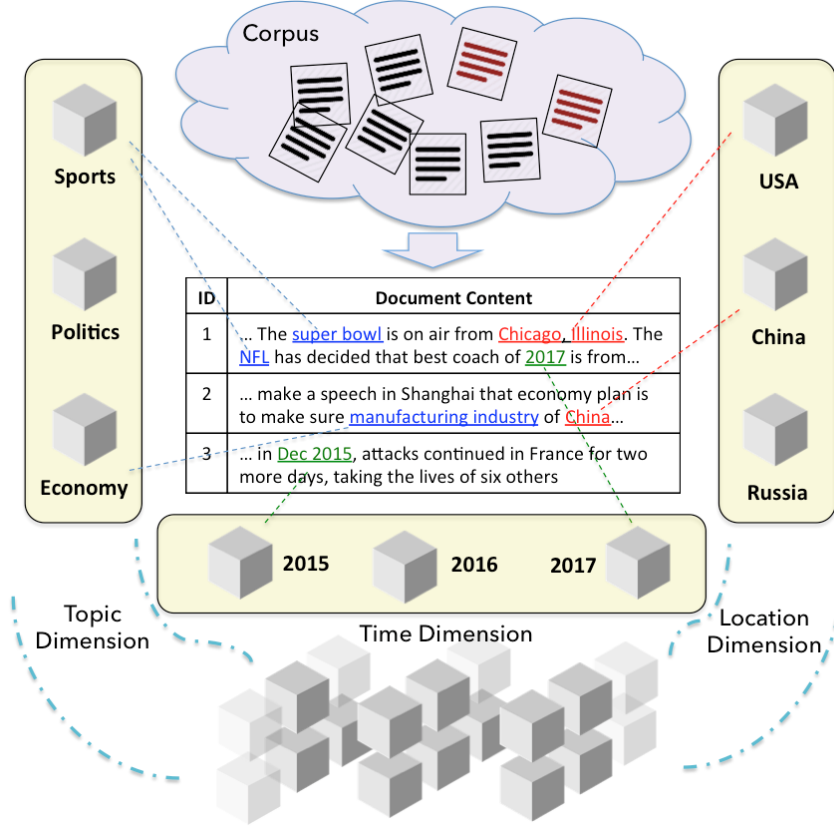 Corpus
Sports
Politics
Economy
ID
Document Content
1
... The super bowl is on air from Chicago, Illinois. The
NFL has decided that best coach of 2017 is from...
2
... make a speech in Shanghai that economy plan is
to make sure manufacturing industry of China...
3
... in Dec 2015, attacks continued in France for two
more days, taking the lives of six others
USA
China
Russia
2015
2016
2017
Topic
Dimension
Time Dimension
Location
Dimension